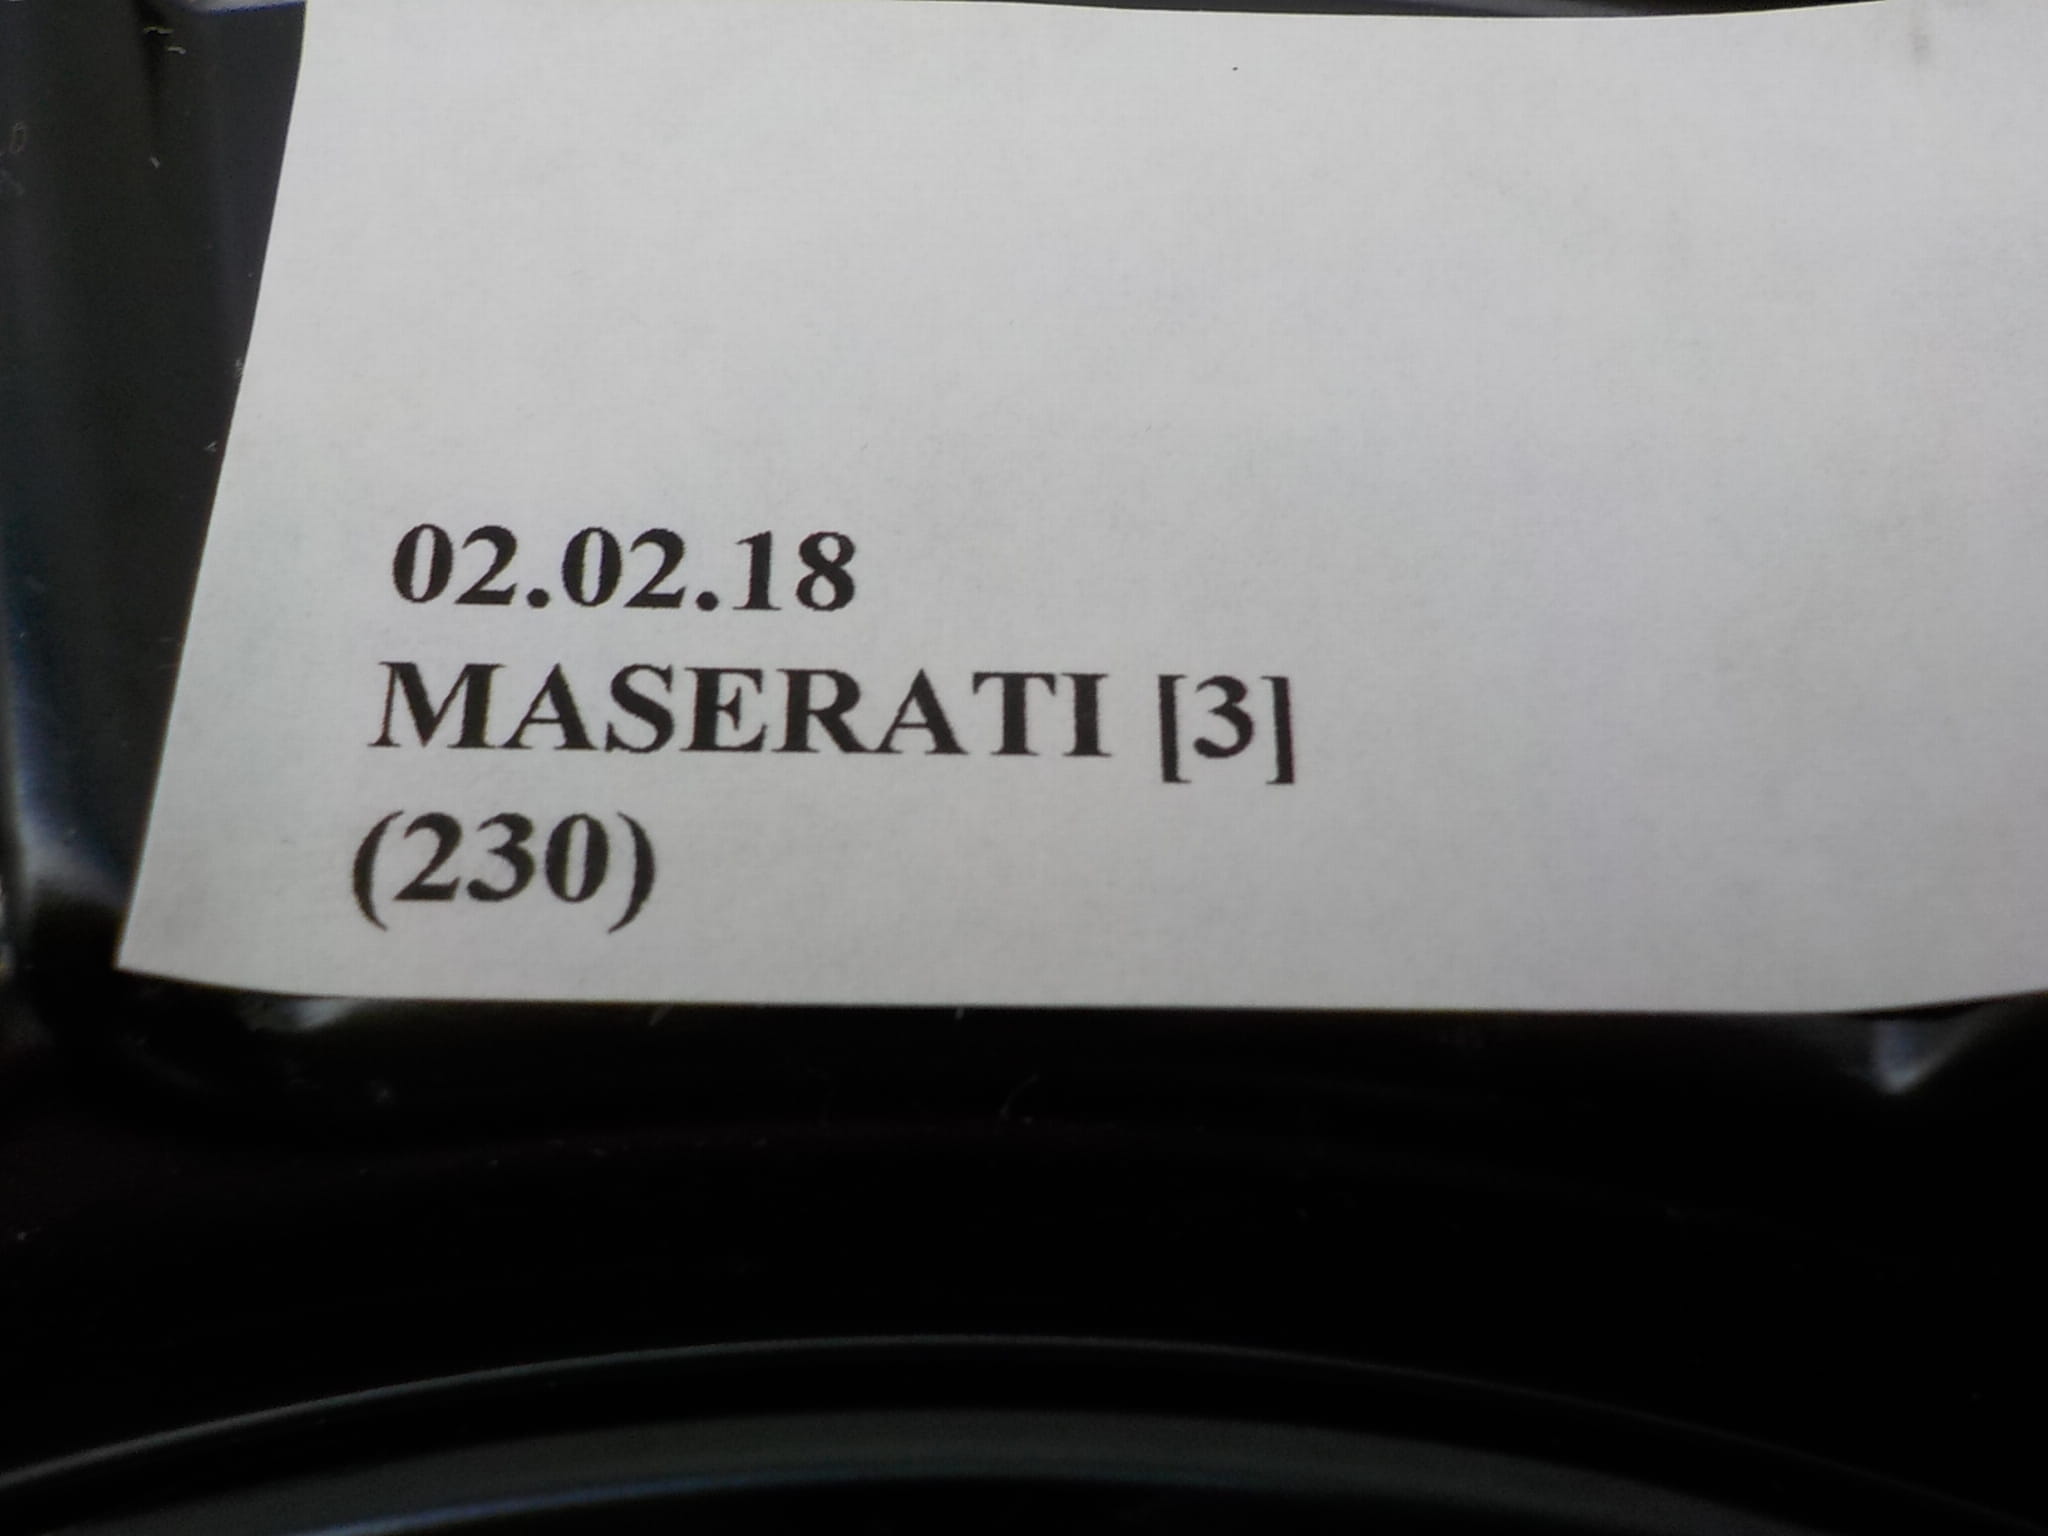 02.02.18
MASERATI [3]
(230)